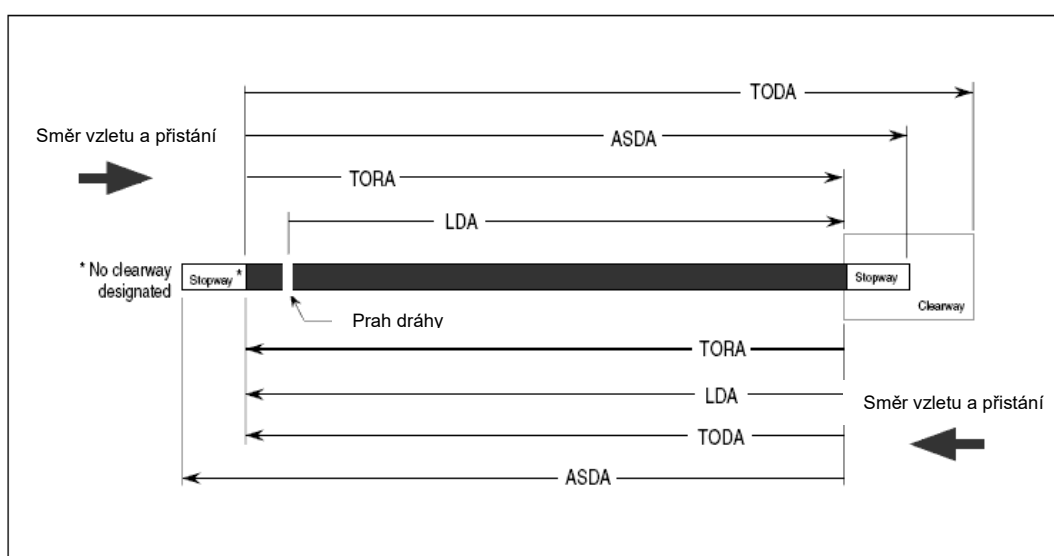 TODA
Směr vzletu a přistání
ASDA
TORA
LDA
* No clearway
designated
Stopway *
Stopway
Clearway
Prah dráhy
TORA
LDA
Směr vzletu a přistání
TODA
ASDA